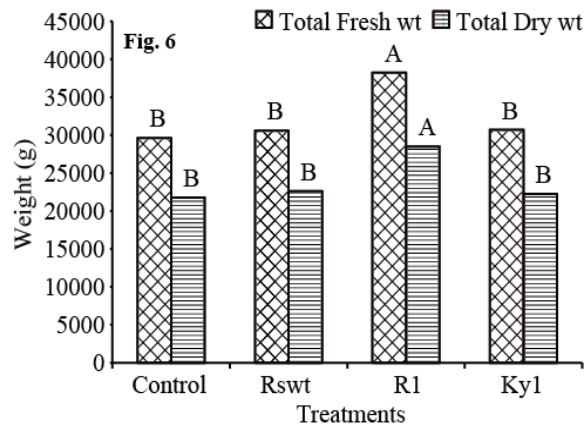 Fig. 6
Total Fresh wt Total Dry wt
45000
40000
35000
30000
25000
20000
15000
10000
5000
0
Weight (g)
B
B
B
B
A
A
B
B
Control Rswt R1 Ky1
Treatments